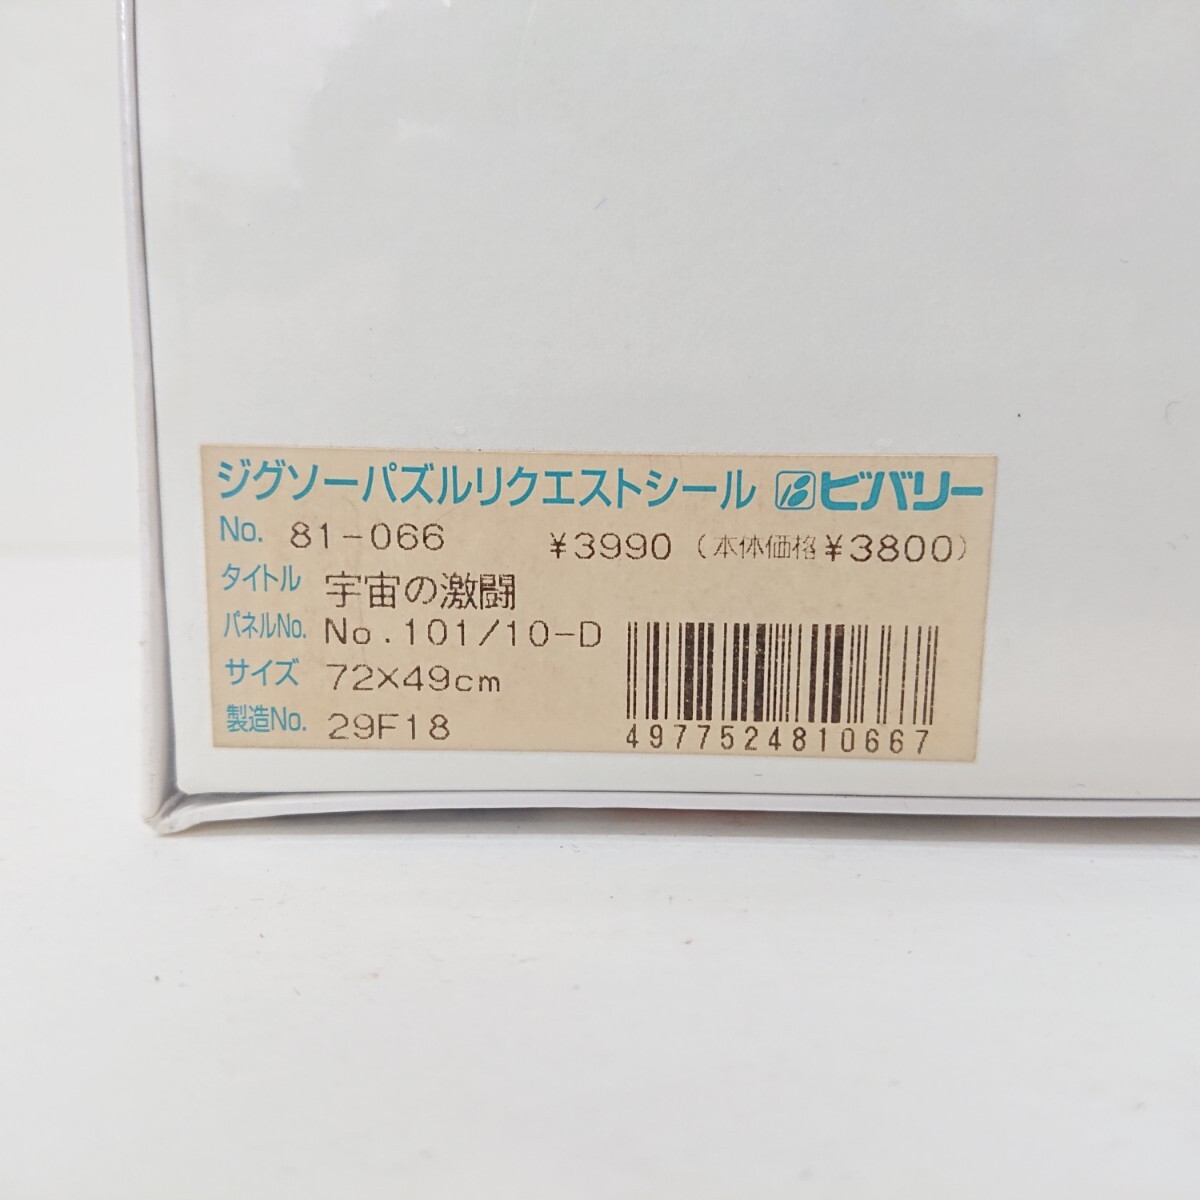 ジグソーパズルリクエストシール ビバリー
No. 81-066 ¥3990（本体価格¥3800）
タイトル 宇宙の激闘
パネルNo. No.101/10-D
サイズ 72×49cm
製造No. 29F18
4977524810667